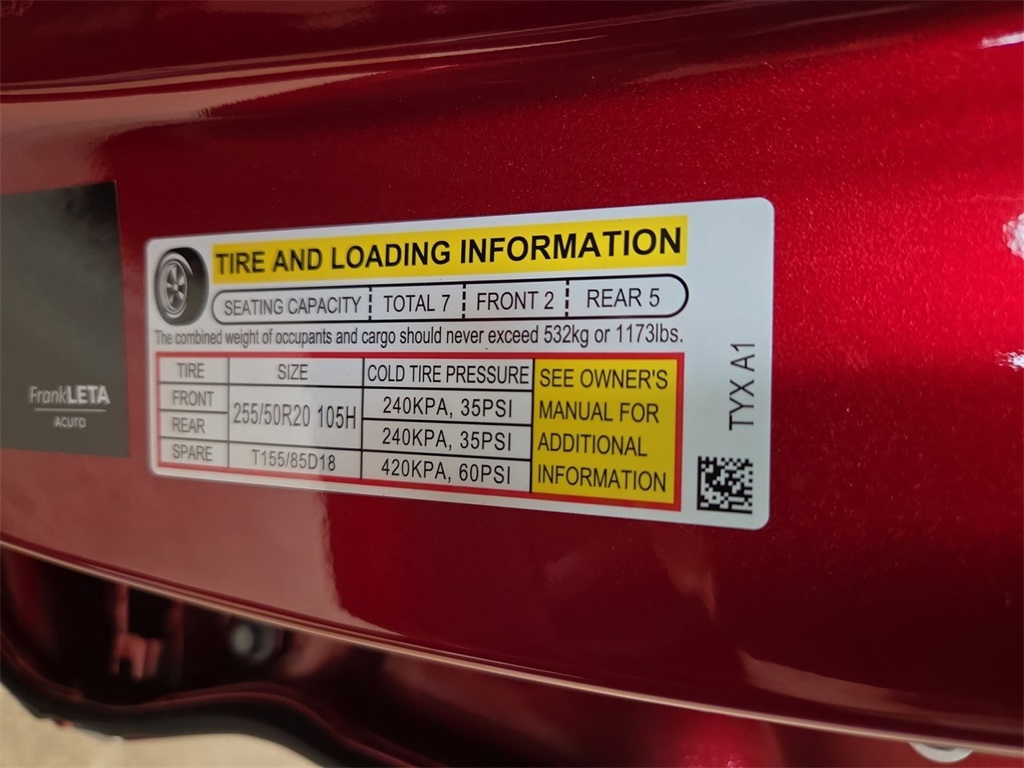 TIRE AND LOADING INFORMATION
SEATING CAPACITY TOTAL 7 FRONT 2 REAR 5
The combined weight of occupants and cargo should never exceed 532kg or 1173lbs.
TIRE SIZE COLD TIRE PRESSURE
FRONT 255/50R20 105H 240KPA, 35PSI
REAR 240KPA, 35PSI
SPARE T155/85D18 420KPA, 60PSI
SEE OWNER'S
MANUAL FOR
ADDITIONAL
INFORMATION
TYX A1
FrankLETA
ACURA